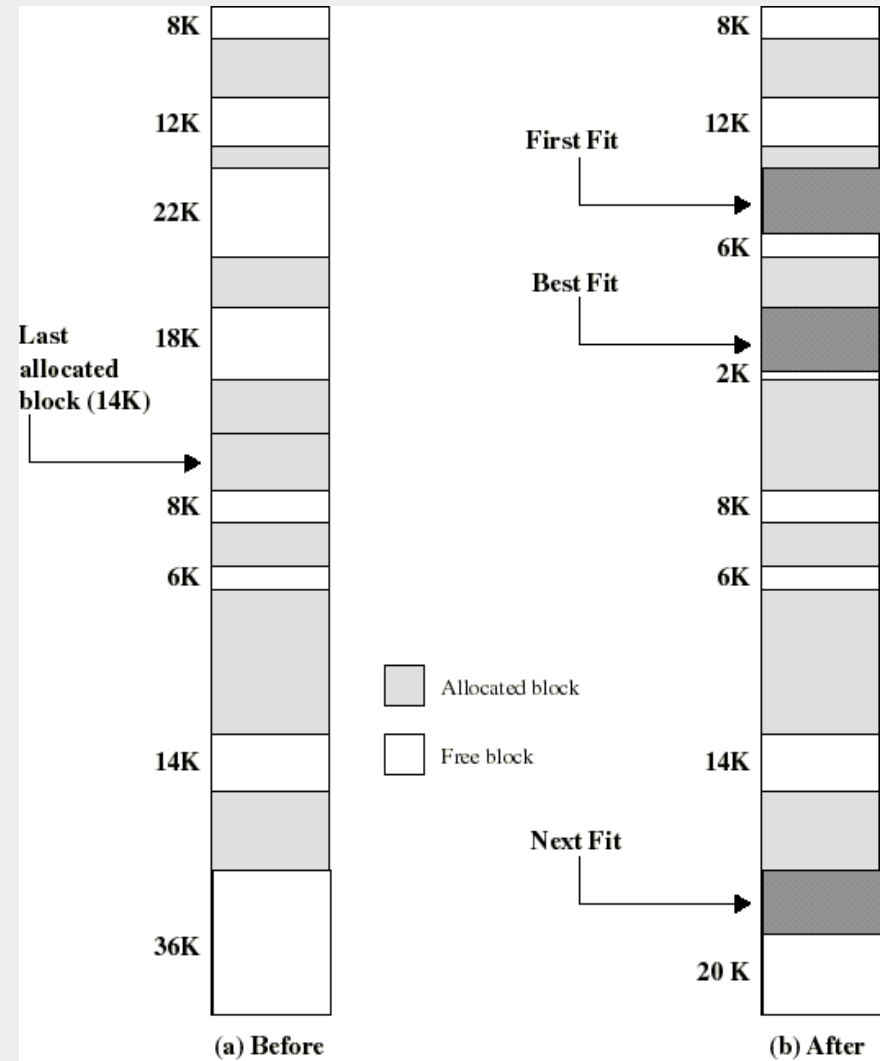 8K
12K
22K
18K
Last
allocated
block (14K)
8K
6K
14K
36K
(a) Before
Allocated block
Free block
8K
12K
First Fit
6K
Best Fit
2K
8K
6K
14K
Next Fit
20 K
(b) After